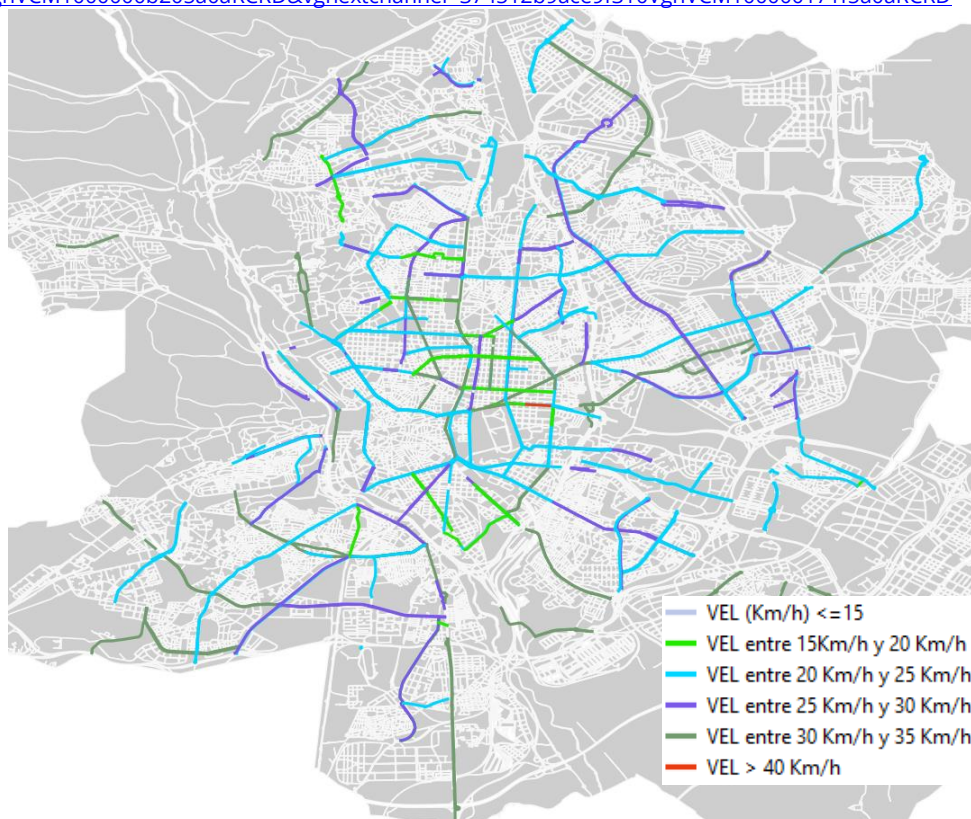 VEL (Km/h) <=15
VEL entre 15Km/h y 20 Km/h
VEL entre 20 Km/h y 25 Km/h
VEL entre 25 Km/h y 30 Km/h
VEL entre 30 Km/h y 35 Km/h
VEL > 40 Km/h